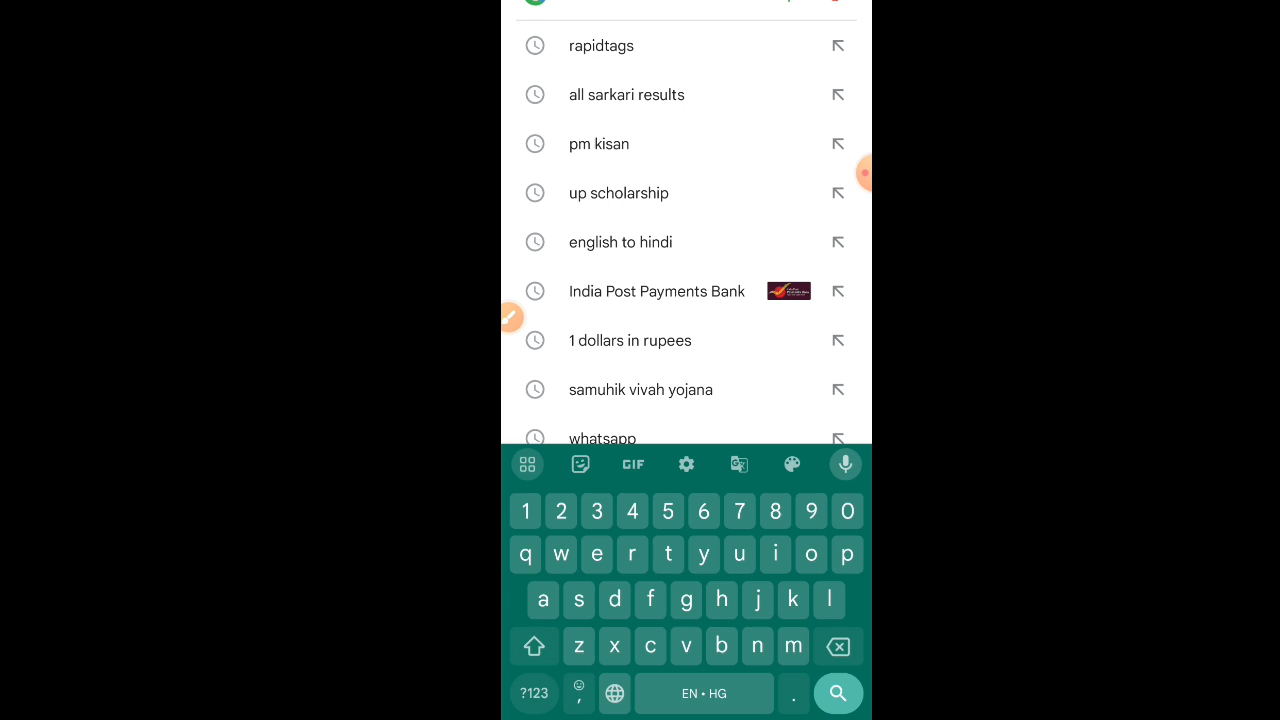 rapidtags
all sarkari results
pm kisan
up scholarship
english to hindi
India Post Payments Bank
1 dollars in rupees
samuhik vivah yojana
whatsapp
GIF
1 2 3 4 5 6 7 8 9 0
q w e r t y u i o p
a s d f g h j k l
z x c v b n m
?123 , EN • HG .